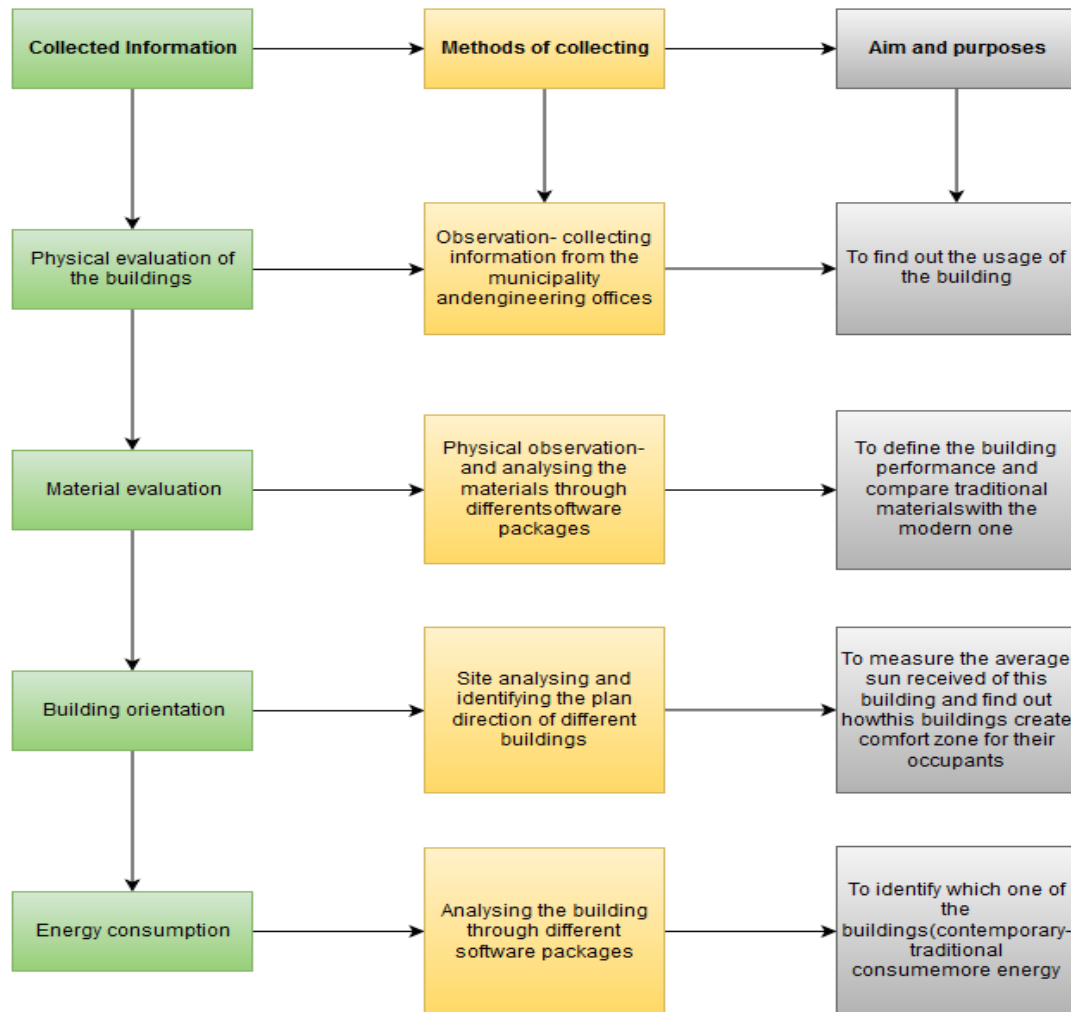 Collected Information
Methods of collecting
Aim and purposes
Physical evaluation of
the buildings
Observation- collecting
information from the
municipality
andengineering offices
To find out the usage of
the building
Material evaluation
Physical observation-
and analysing the
materials through
differentsoftware
packages
To define the building
performance and
compare traditional
materialswith the
modern one
Building orientation
Site analysing and
identifying the plan
direction of different
buildings
To measure the average
sun received of this
building and find out
howthis buildings create
comfort zone for their
occupants
Energy consumption
Analysing the building
through different
software packages
To identify which one of
the
buildings(contemporary-
traditional
consumemore energy